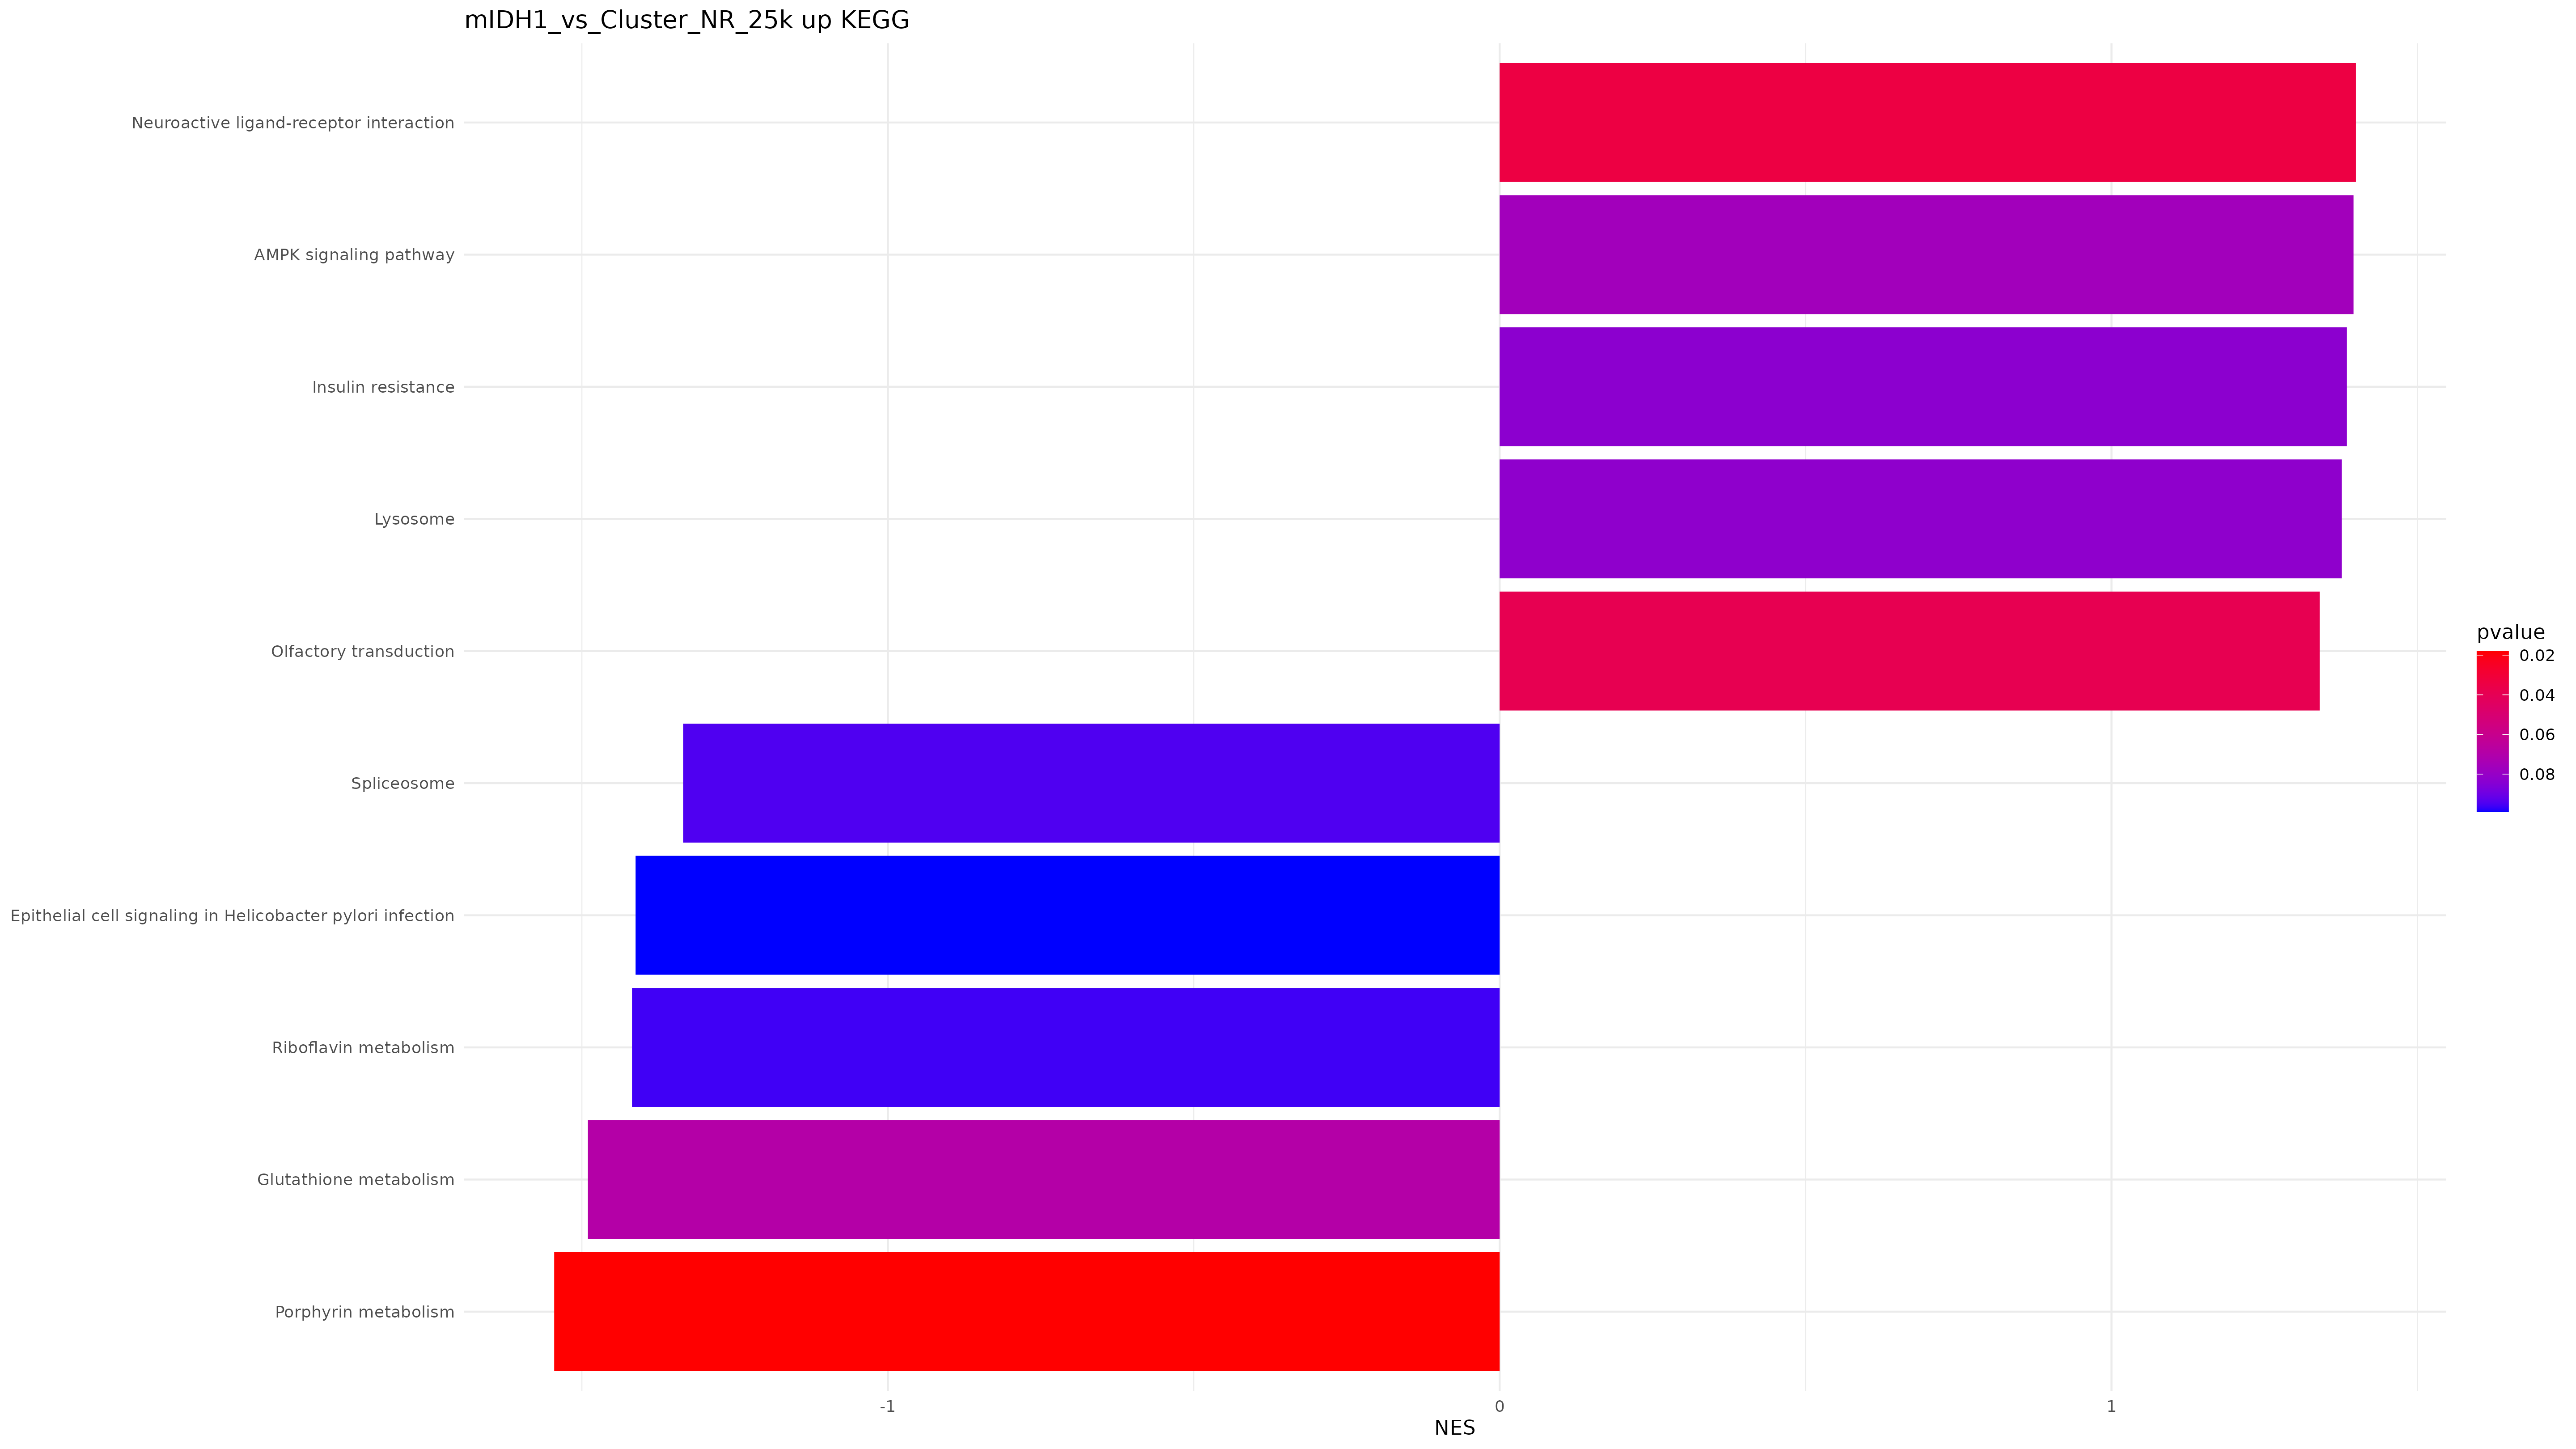 mIDH1_vs_Cluster_NR_25k up KEGG
Neuroactive ligand-receptor interaction
AMPK signaling pathway
Insulin resistance
Lysosome
Olfactory transduction
Spliceosome
Epithelial cell signaling in Helicobacter pylori infection
Riboflavin metabolism
Glutathione metabolism
Porphyrin metabolism
-1 0 1
NES
pvalue
0.02
0.04
0.06
0.08